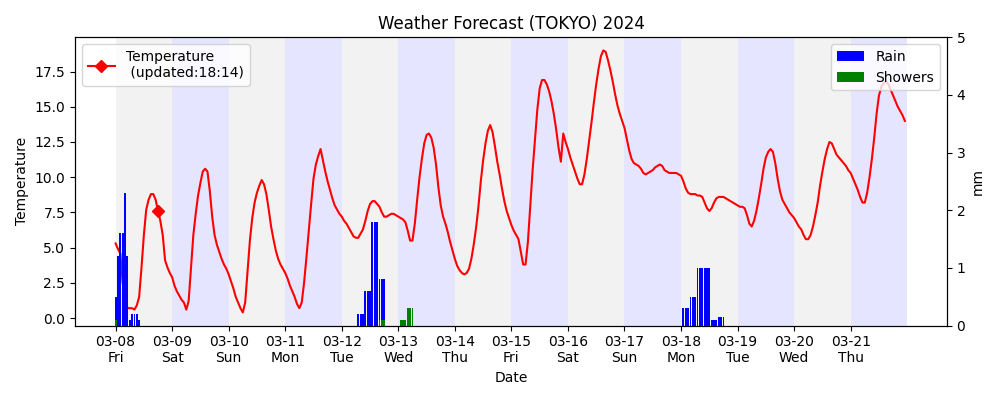 Weather Forecast (TOKYO) 2024
Temperature
(updated:18:14)
Rain
Showers
Temperature
17.5
15.0
12.5
10.0
7.5
5.0
2.5
0.0
5
4
3
2
1
0
mm
03-08 03-09 03-10 03-11 03-12 03-13 03-14 03-15 03-16 03-17 03-18 03-19 03-20 03-21
Fri Sat Sun Mon Tue Wed Thu Fri Sat Sun Mon Tue Wed Thu
Date